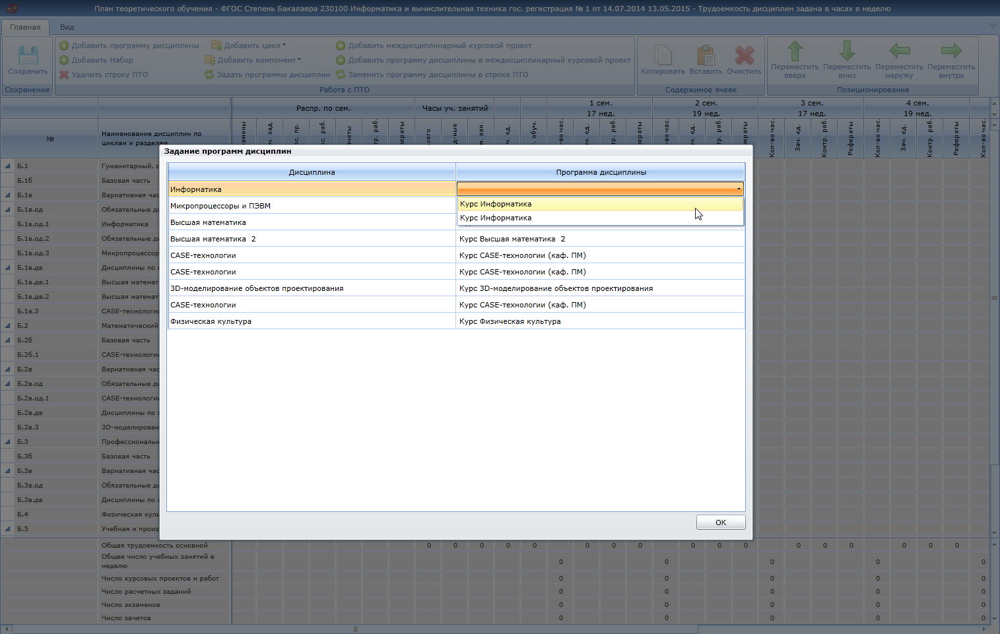 План теоретического обучения - ФГОС Степень Бакалавра 230100 Информатика и вычислительная техника гос. регистрация № 1 от 14.07.2014 13.05.2015 - Трудоемкость дисциплин задана в часах в неделю
Главная Вид
Сохранить
Сохранение
Добавить программу дисциплины Добавить цикл Добавить междисциплинарный курсовой проект
Добавить Набор Добавить компонент Добавить программу дисциплины в междисциплинарный курсовой проект
Удалить строку ПТО Задать программы дисциплин Заменить программу дисциплины в строке ПТО
Работа с ПТО
Копировать Вставить Очистить
Содержимое ячеек
Переместить вверх Переместить вниз Переместить наружу Переместить внутрь
Позиционирование
Распр. по сем. Часы уч. занятий 1 сем. 2 сем. 3 сем. 4 сем.
17 нед. 19 нед. 17 нед. 19 нед.
№ Наименование дисциплин по
циклам и разделам
Кол-во час. Зач. ед. Контр. раб. Рефераты Кол-во час. Зач. ед. Контр. раб. Рефераты Кол-во час.
Задание программ дисциплин
Дисциплина Программа дисциплины
Информатика
Курс Информатика
Курс Информатика
Микропроцессоры и ПЭВМ
Высшая математика
Высшая математика 2 Курс Высшая математика 2
CASE-технологии Курс CASE-технологии (каф. ПМ)
CASE-технологии Курс CASE-технологии (каф. ПМ)
3D-моделирование объектов проектирования Курс 3D-моделирование объектов проектирования
CASE-технологии Курс CASE-технологии (каф. ПМ)
Физическая культура Курс Физическая культура
ОК
Б.1 Гуманитарный,
Б.1б Базовая часть
Б.1в Вариативная час
Б.1в.од Обязательные ди
Б.1в.од.1 Информатика
Б.1в.од.2 Обязательные ди
Б.1в.од.3 Микропроцессор
Б.1в.дв Дисциплины по
Б.1в.дв.1 Высшая математ
Б.1в.дв.2 Высшая математ
Б.1в.3 CASE-технологии
Б.2 Математический
Б.2б Базовая часть
Б.2б.1 CASE-технологии
Б.2в Вариативная час
Б.2в.од Обязательные ди
Б.2в.од.1 CASE-технологии
Б.2в.дв Дисциплины по
Б.2в.3 3D-моделирован
Б.3 Профессиональн
Б.3б Базовая часть
Б.3в Вариативная час
Б.3в.од Обязательные ди
Б.3в.дв Дисциплины по
Б.4 Физическая куль
Б.5 Учебная и произ
Общая трудоемкость основной 0 0 0 0 0 0 0 0 0 0 0 0 0 0 0 0 0
Общее число учебных занятий в
неделю 0 0 0 0 0
Число курсовых проектов и работ 0 0 0 0 0
Число расчетных заданий 0 0 0 0 0
Число экзаменов 0 0 0 0 0
Число зачетов 0 0 0 0 0